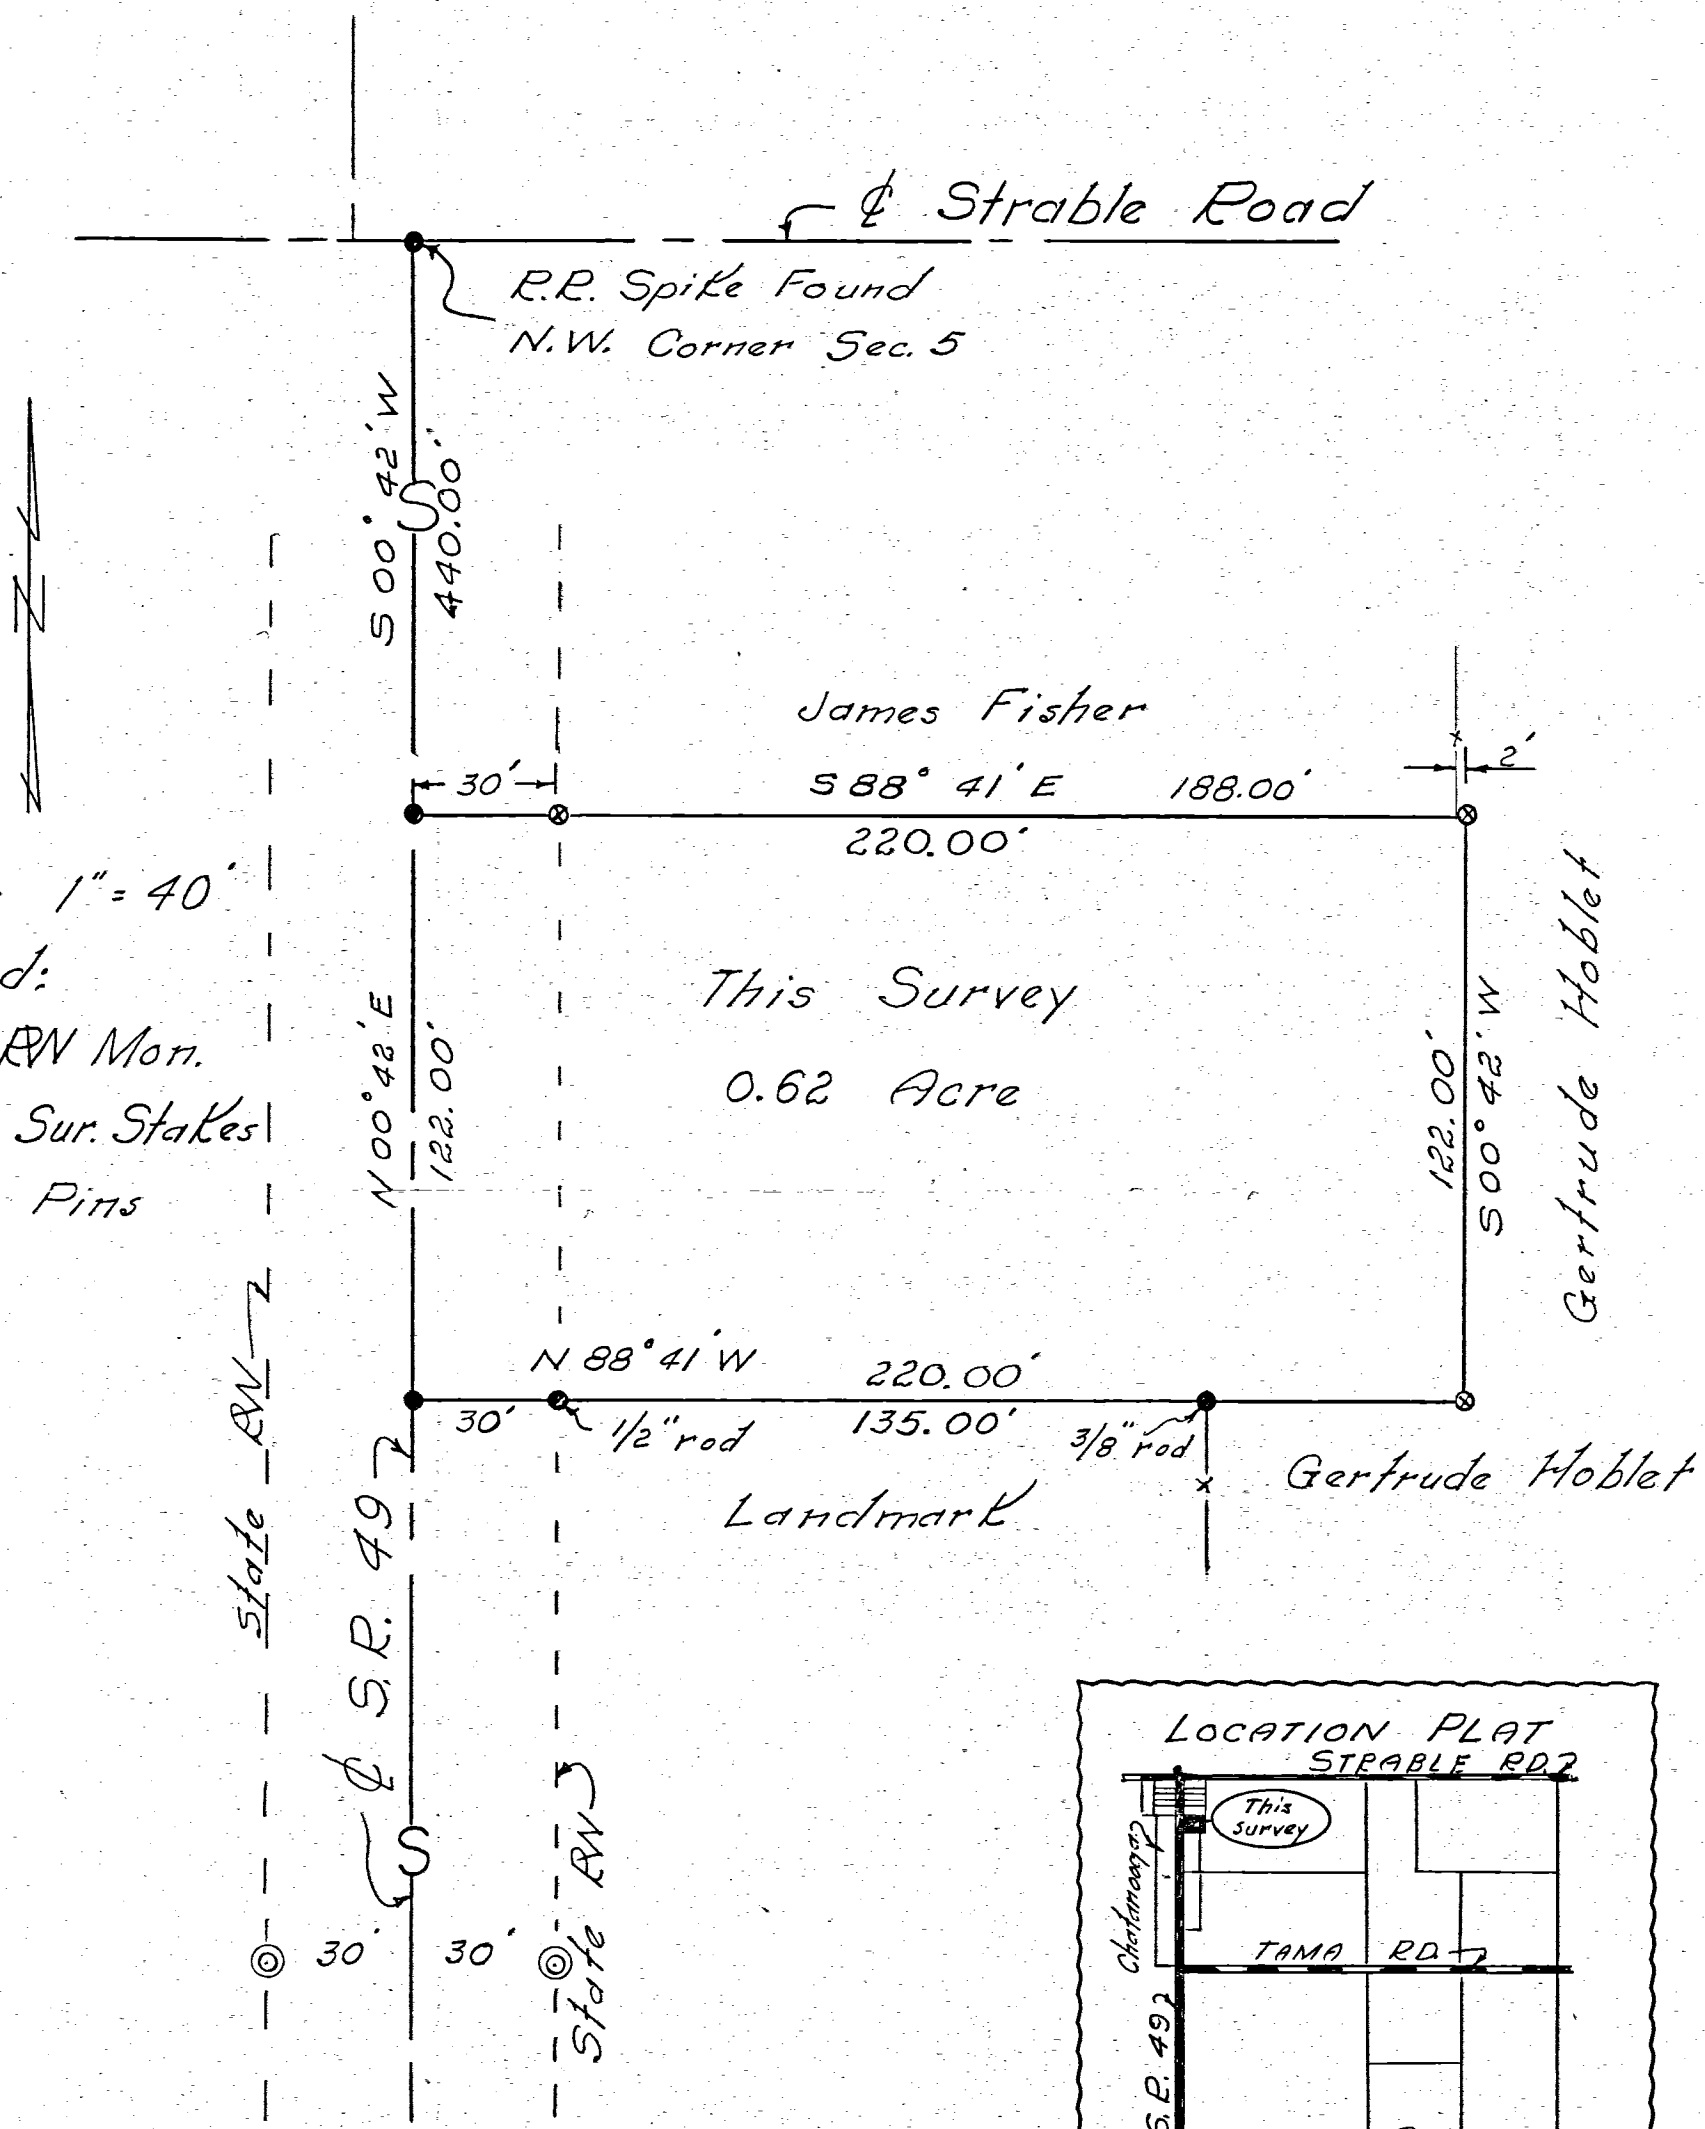 ₵ Strable Road
R.R. Spike Found
N.W. Corner Sec. 5
S 00° 42' W
440.00'
N
James Fisher
30'
S 88° 41' E 188.00'
2'
220.00'
1" = 40'
d:
R/W Mon.
Sur. Stakes
Pins
This Survey
0.62 Acre
N 00° 42' E
122.00'
122.00'
S 00° 42' W
Gertrude Hoblet
N 88° 41' W 220.00'
30'
1/2" rod
135.00'
3/8" rod
Landmark
Gertrude Hoblet
State R/W
₵ S.R. 49
State R/W
30' 30'
LOCATION PLAT
STRABLE RD.
This
Survey
Chatanooga
TAMA RD.
S.R. 49